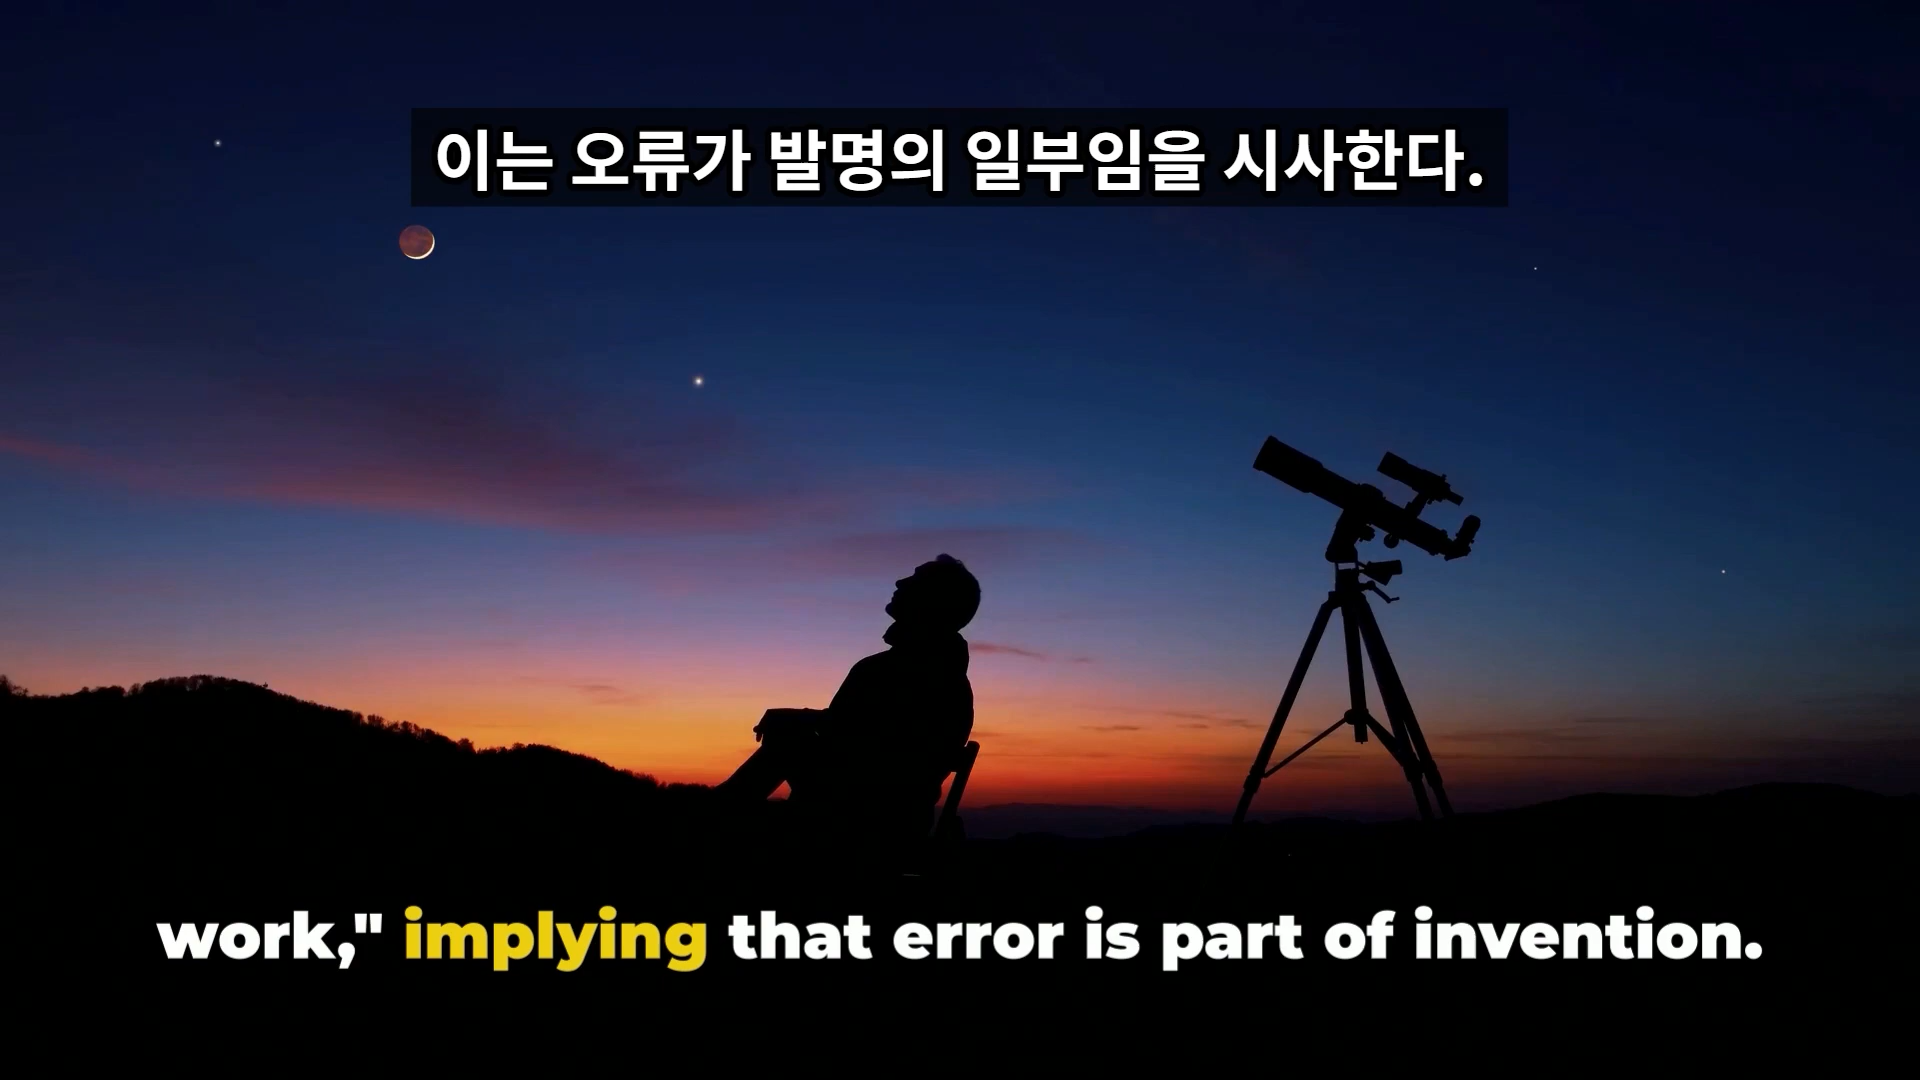 이는 오류가 발명의 일부임을 시사한다.
work," implying that error is part of invention.